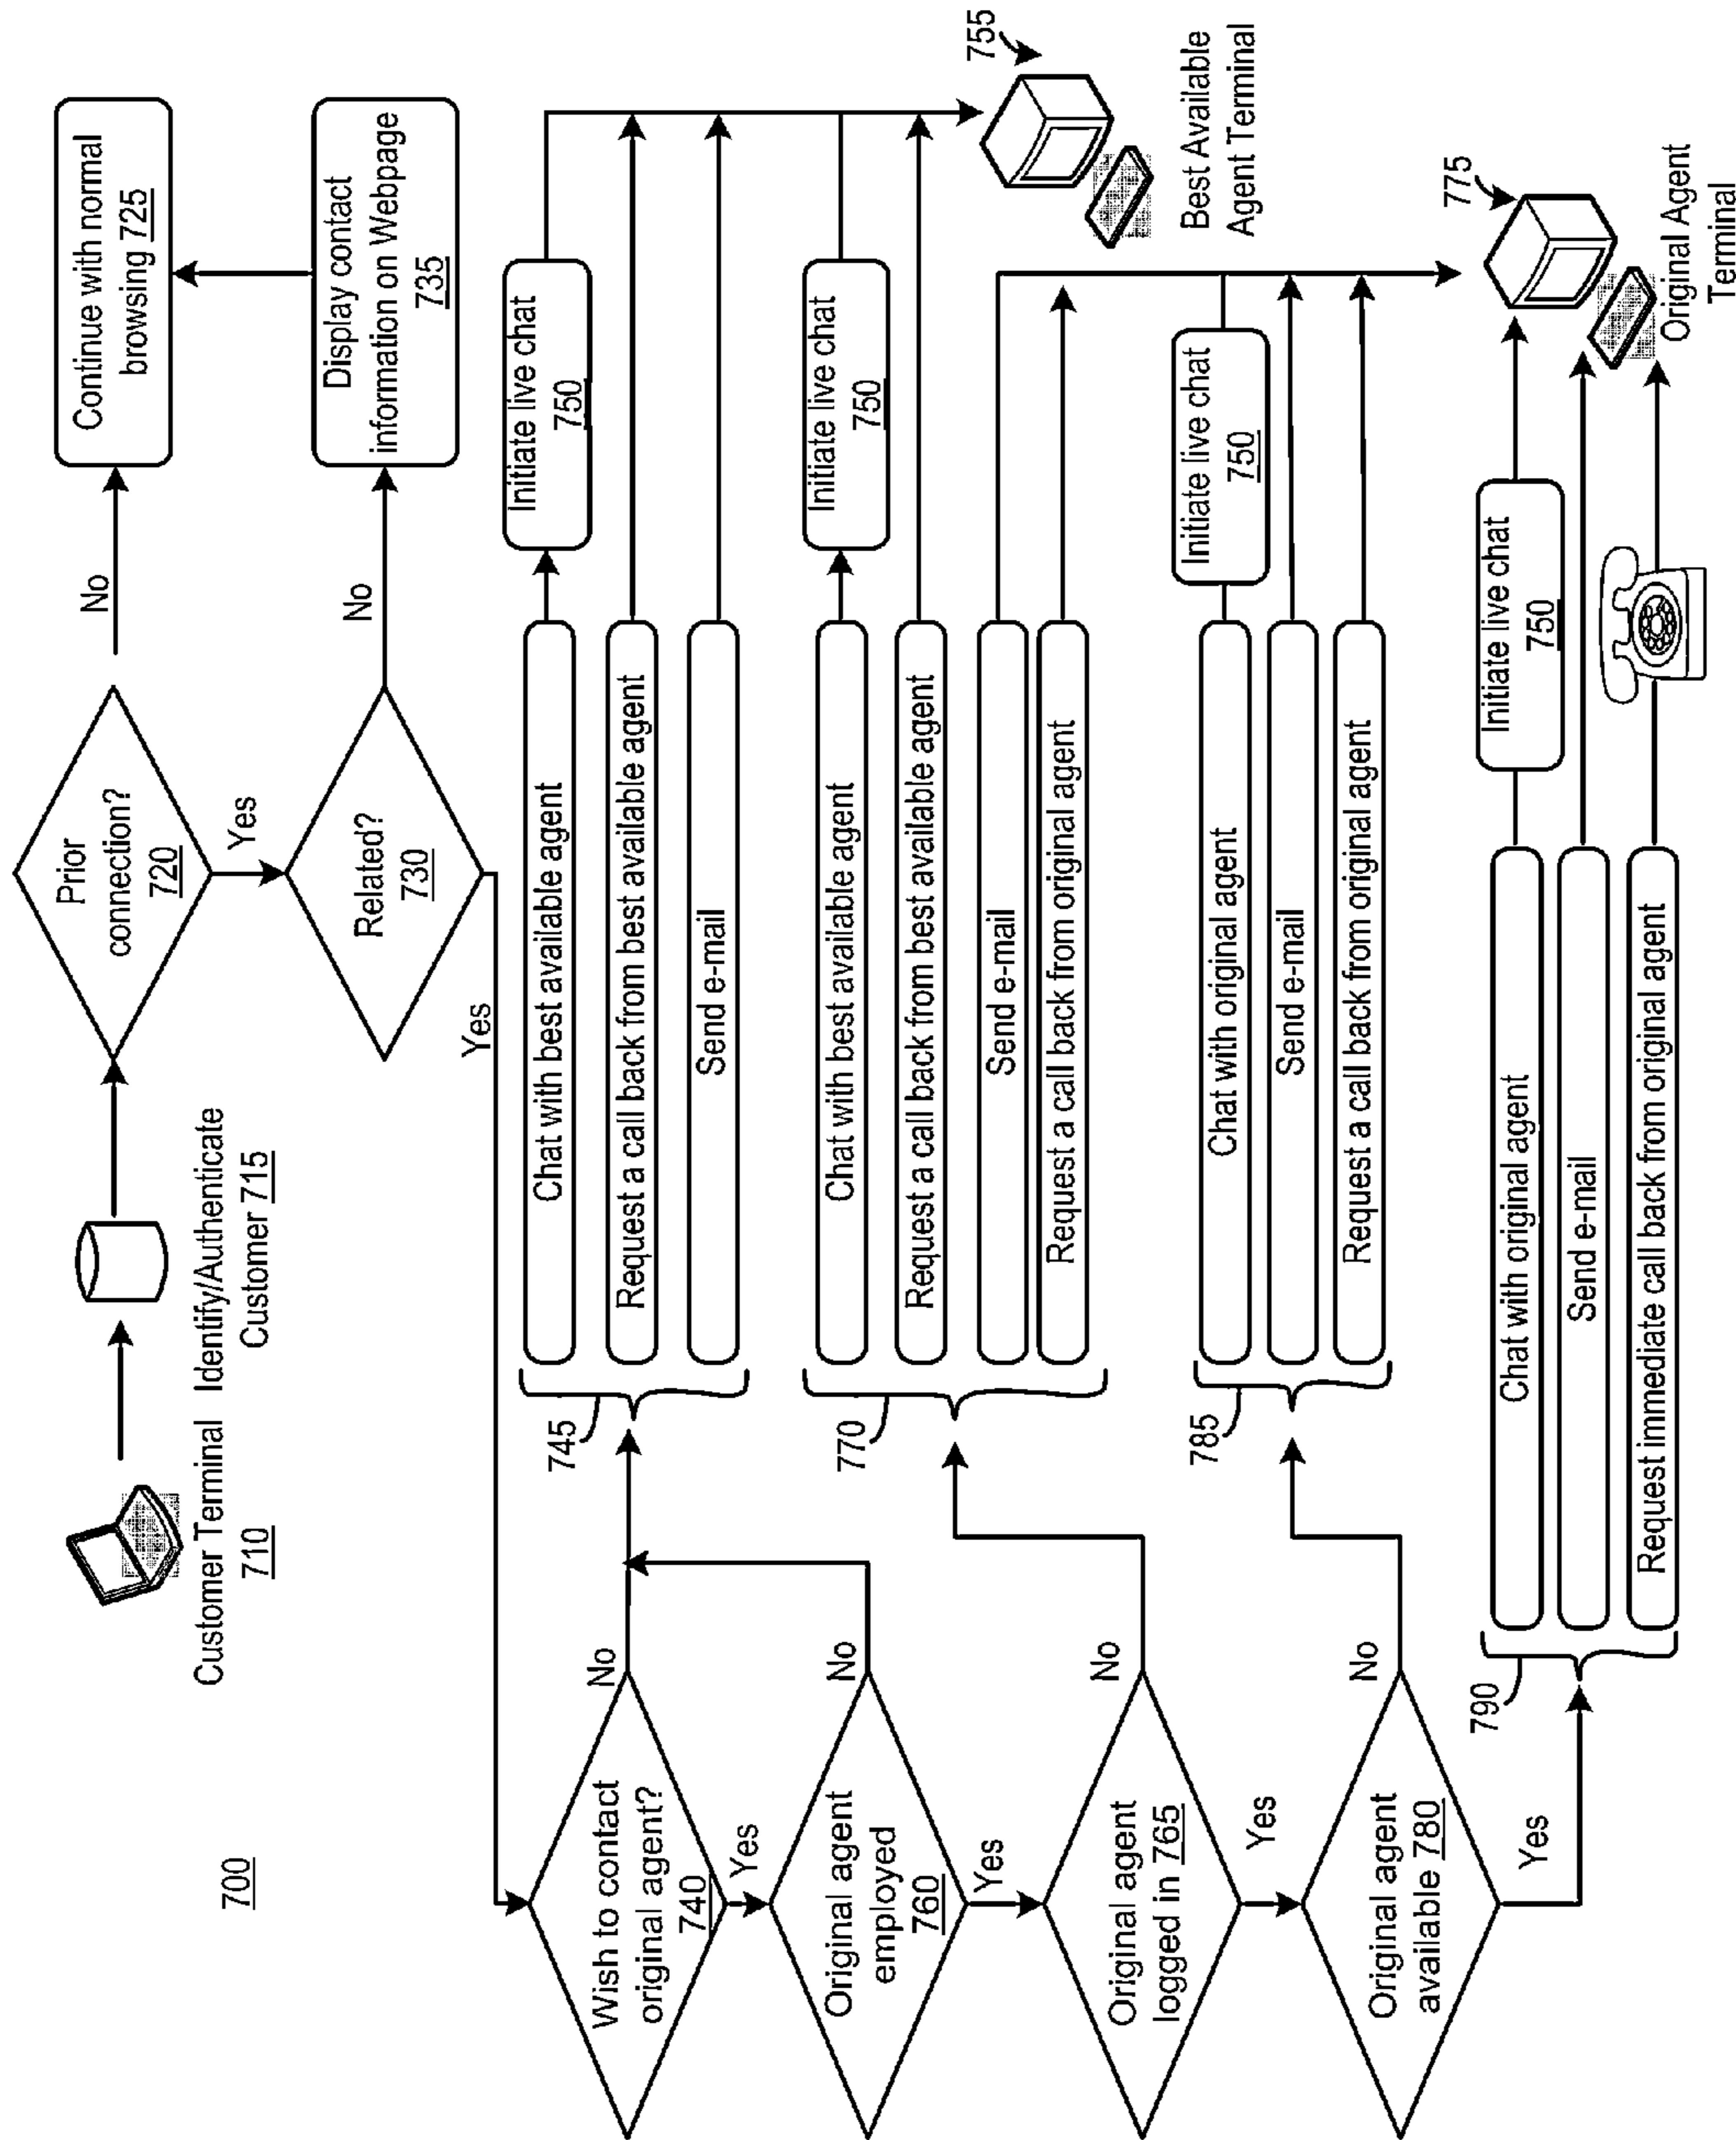 700
Customer Terminal
710
Identify/Authenticate
Customer 715
Prior
connection?
720
No
Continue with normal
browsing 725
Yes
Related?
730
No
Display contact
information on Webpage
735
Yes
Wish to contact
original agent?
740
No
745
Chat with best available agent
Initiate live chat
750
Request a call back from best available agent
Send e-mail
755
Best Available
Agent Terminal
Yes
Original agent
employed
760
No
770
Chat with best available agent
Initiate live chat
750
Request a call back from best available agent
Send e-mail
Request a call back from original agent
Yes
Original agent
logged in 765
No
785
Chat with original agent
Initiate live chat
750
Send e-mail
Request a call back from original agent
775
Original Agent
Terminal
Yes
Original agent
available 780
No
Yes
790
Chat with original agent
Initiate live chat
750
Send e-mail
Request immediate call back from original agent